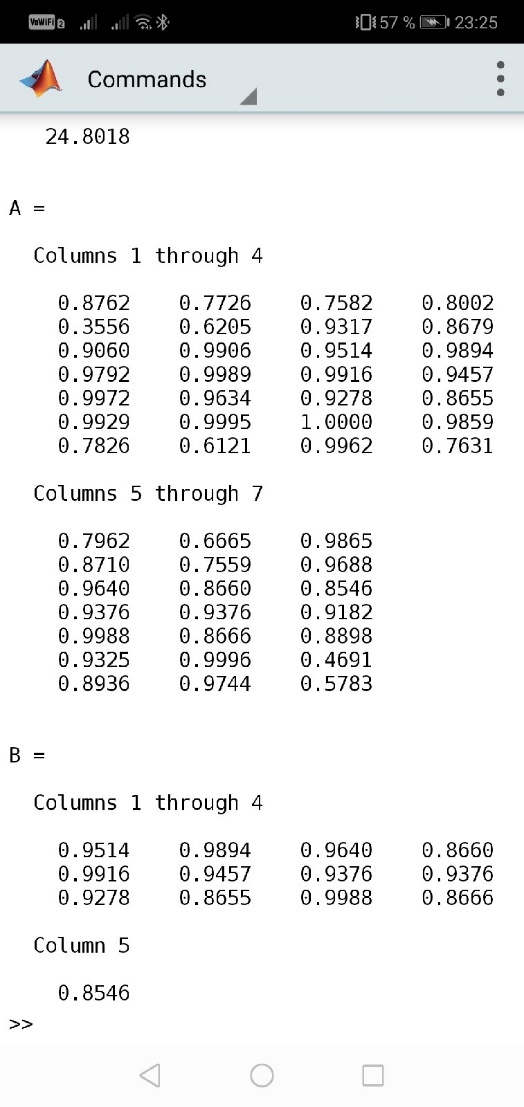 VoWiFi 2 57 % 23:25
Commands
24.8018
A =
Columns 1 through 4
0.8762 0.7726 0.7582 0.8002
0.3556 0.6205 0.9317 0.8679
0.9060 0.9906 0.9514 0.9894
0.9792 0.9989 0.9916 0.9457
0.9972 0.9634 0.9278 0.8655
0.9929 0.9995 1.0000 0.9859
0.7826 0.6121 0.9962 0.7631
Columns 5 through 7
0.7962 0.6665 0.9865
0.8710 0.7559 0.9688
0.9640 0.8660 0.8546
0.9376 0.9376 0.9182
0.9988 0.8666 0.8898
0.9325 0.9996 0.4691
0.8936 0.9744 0.5783
B =
Columns 1 through 4
0.9514 0.9894 0.9640 0.8660
0.9916 0.9457 0.9376 0.9376
0.9278 0.8655 0.9988 0.8666
Column 5
0.8546
>>